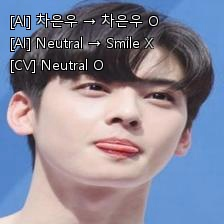 [AI] 차은우 → 차은우 O
[AI] Neutral → Smile X
[CV] Neutral O